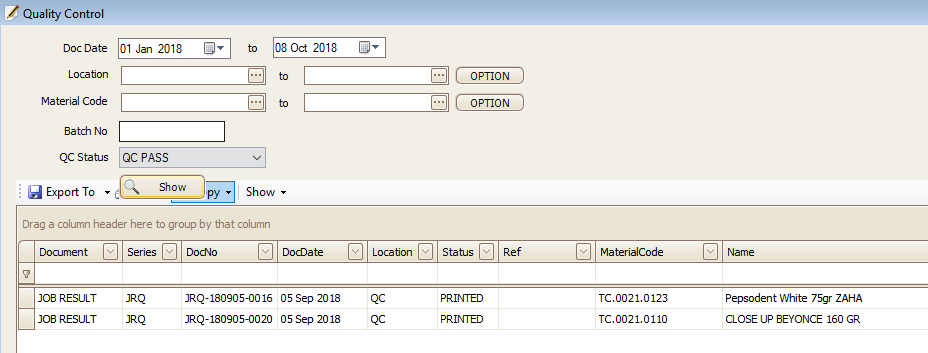 Quality Control
Doc Date 01 Jan 2018 to 08 Oct 2018
Location ... to ... OPTION
Material Code ... to ... OPTION
Batch No
QC Status QC PASS
Show
Export To py Show
Drag a column header here to group by that column
Document Series DocNo DocDate Location Status Ref MaterialCode Name
JOB RESULT JRQ JRQ-180905-0016 05 Sep 2018 QC PRINTED TC.0021.0123 Pepsodent White 75gr ZAHA
JOB RESULT JRQ JRQ-180905-0020 05 Sep 2018 QC PRINTED TC.0021.0110 CLOSE UP BEYONCE 160 GR